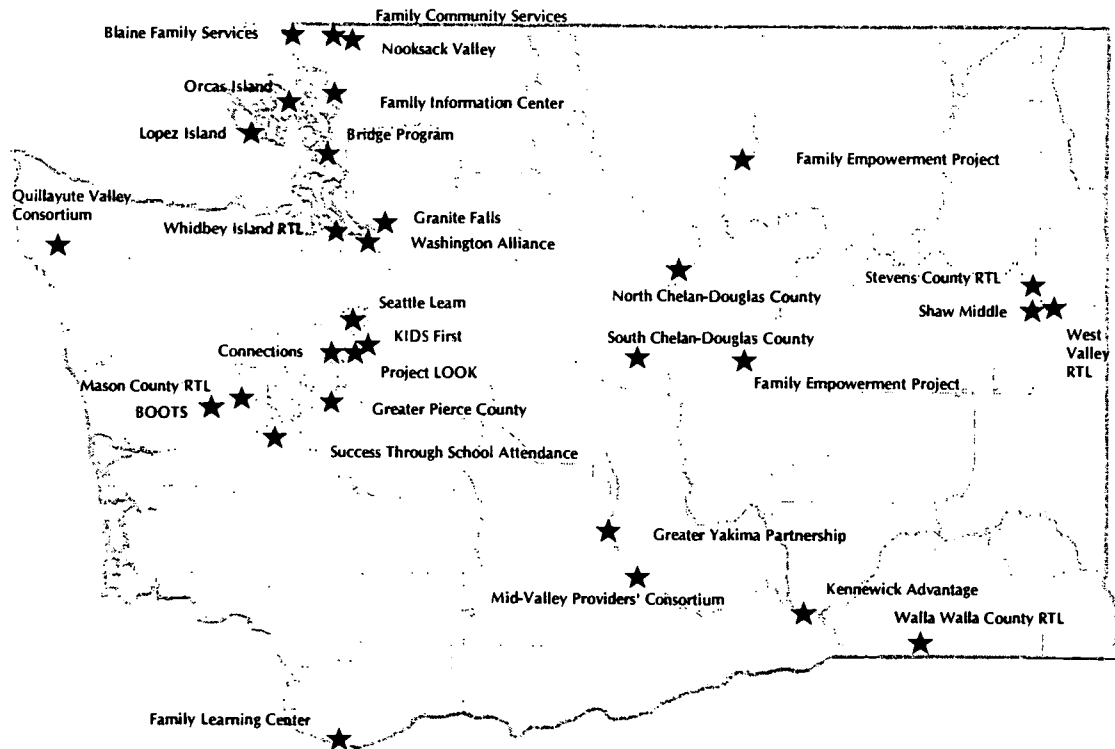 Family Community Services
Blaine Family Services
Nooksack Valley
Orcas Island
Family Information Center
Lopez Island
Bridge Program
Family Empowerment Project
Quillayute Valley
Consortium
Granite Falls
Whidbey Island RTL
Washington Alliance
Stevens County RTL
North Chelan-Douglas County
Seattle Learn
Shaw Middle
KIDS First
South Chelan-Douglas County
West
Valley
RTL
Connections
Project LOOK
Mason County RTL
Family Empowerment Project
BOOTS
Greater Pierce County
Success Through School Attendance
Greater Yakima Partnership
Kennewick Advantage
Mid-Valley Providers' Consortium
Walla Walla County RTL
Family Learning Center